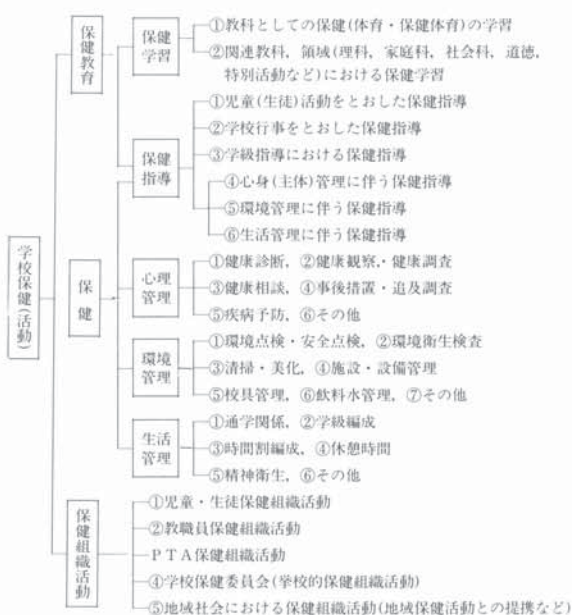 学校保健(活動)
保健教育
保健学習
①教科としての保健(体育・保健体育)の学習
②関連教科，領域(理科，家庭科，社会科，道徳，
特別活動など)における保健学習
保健指導
①児童(生徒)活動をとおした保健指導
②学校行事をとおした保健指導
③学級指導における保健指導
④心身(主体)管理に伴う保健指導
⑤環境管理に伴う保健指導
⑥生活管理に伴う保健指導
保健
心理管理
①健康診断，②健康観察・健康調査
③健康相談，④事後措置・追及調査
⑤疾病予防，⑥その他
環境管理
①環境点検・安全点検，②環境衛生検査
③清掃・美化，④施設・設備管理
⑤校具管理，⑥飲料水管理，⑦その他
生活管理
①通学関係，②学級編成
③時間割編成，④休憩時間
⑤精神衛生，⑥その他
保健組織活動
①児童・生徒保健組織活動
②教職員保健組織活動
PTA保健組織活動
④学校保健委員会(挙校的保健組織活動)
⑤地域社会における保健組織活動(地域保健活動との提携など)